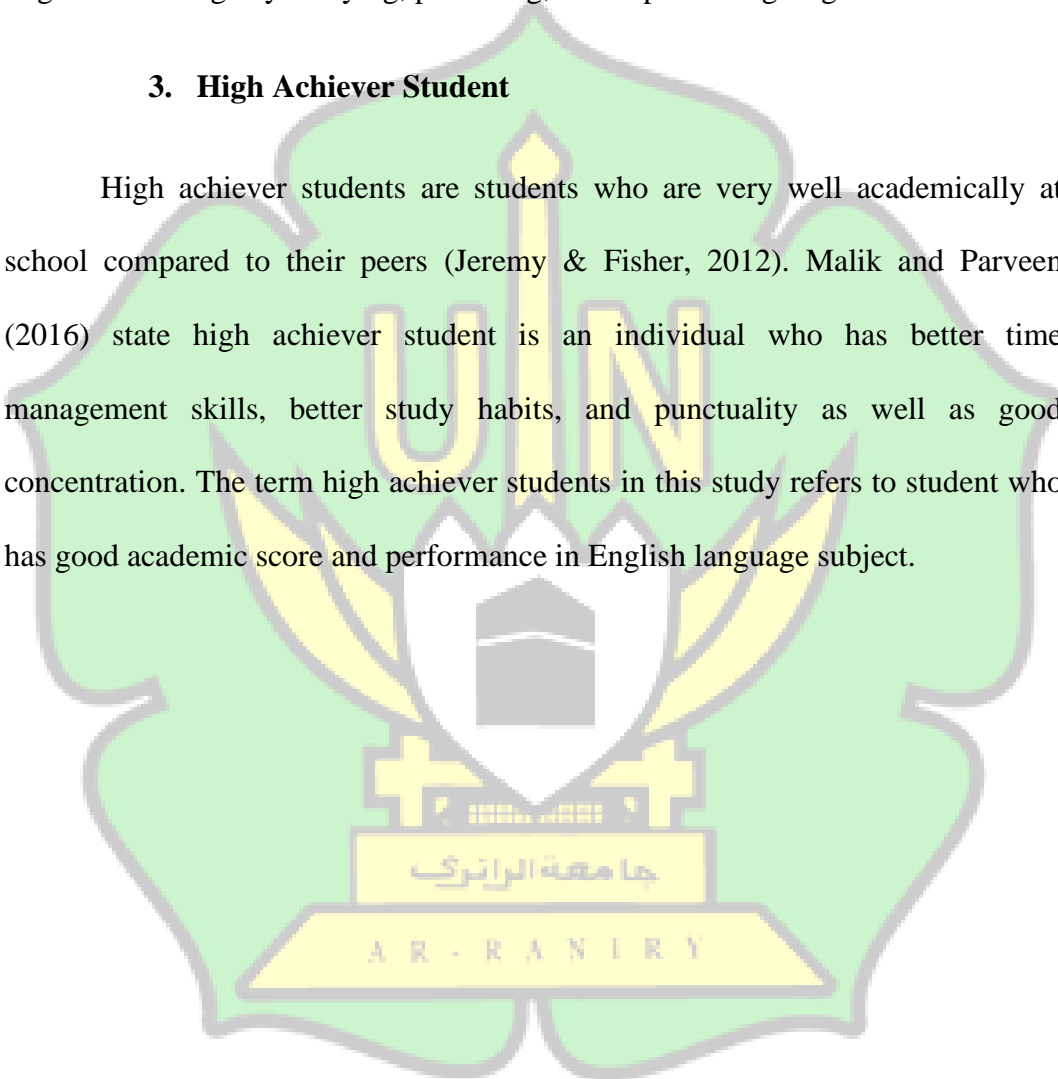 3. High Achiever Student
High achiever students are students who are very well academically at
school compared to their peers (Jeremy & Fisher, 2012). Malik and Parveen
(2016) state high achiever student is an individual who has better time
management skills, better study habits, and punctuality as well as good
concentration. The term high achiever students in this study refers to student who
has good academic score and performance in English language subject.
UIN
جامعة الرانري
AR-RANIRY